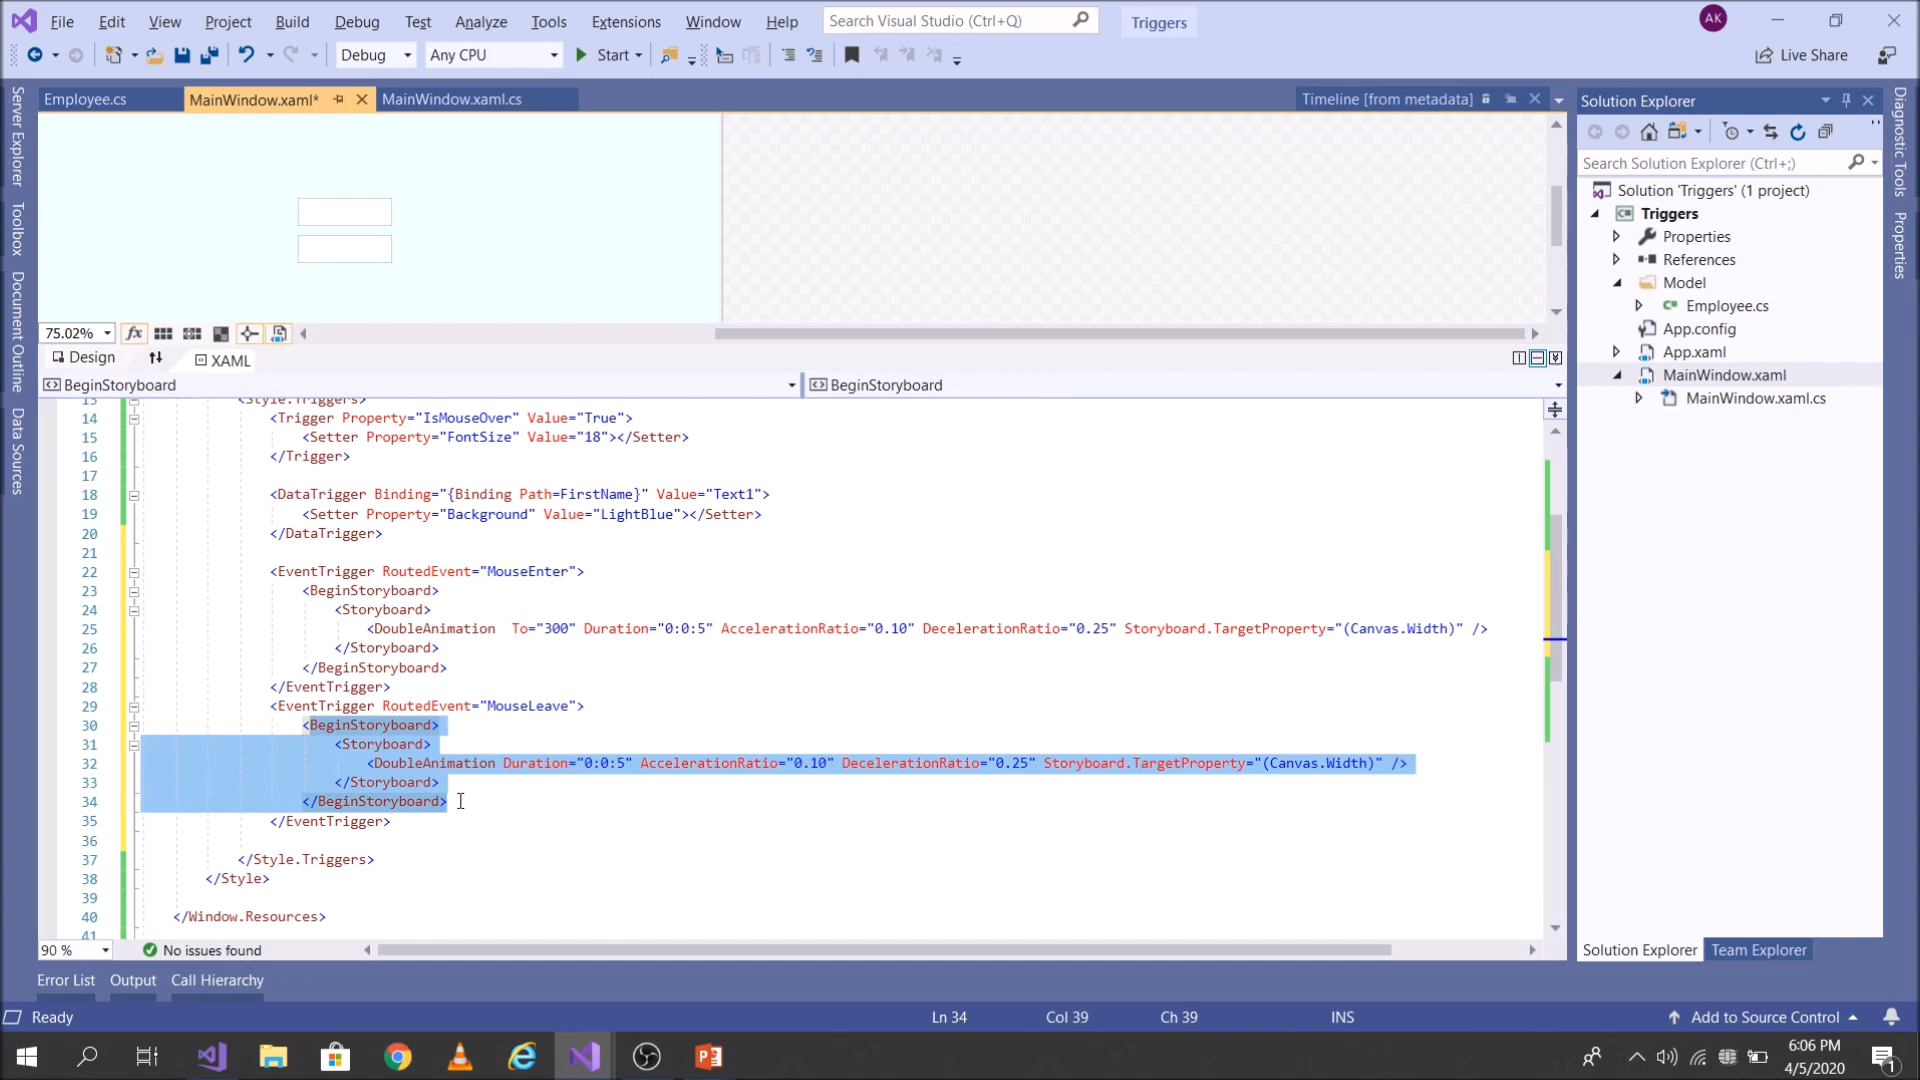 File Edit View Project Build Debug Test Analyze Tools Extensions Window Help Search Visual Studio (Ctrl+Q) Triggers AK
Debug Any CPU Start Live Share
Employee.cs MainWindow.xaml* MainWindow.xaml.cs Timeline [from metadata]
Server Explorer
Toolbox
Document Outline
Data Sources
75.02%
Design XAML
BeginStoryboard BeginStoryboard
13 <Style.Triggers>
14 <Trigger Property="IsMouseOver" Value="True">
15 <Setter Property="FontSize" Value="18"></Setter>
16 </Trigger>
17
18 <DataTrigger Binding="{Binding Path=FirstName}" Value="Text1">
19 <Setter Property="Background" Value="LightBlue"></Setter>
20 </DataTrigger>
21
22 <EventTrigger RoutedEvent="MouseEnter">
23 <BeginStoryboard>
24 <Storyboard>
25 <DoubleAnimation  To="300" Duration="0:0:5" AccelerationRatio="0.10" DecelerationRatio="0.25" Storyboard.TargetProperty="(Canvas.Width)" />
26 </Storyboard>
27 </BeginStoryboard>
28 </EventTrigger>
29 <EventTrigger RoutedEvent="MouseLeave">
30 <BeginStoryboard>
31 <Storyboard>
32 <DoubleAnimation Duration="0:0:5" AccelerationRatio="0.10" DecelerationRatio="0.25" Storyboard.TargetProperty="(Canvas.Width)" />
33 </Storyboard>
34 </BeginStoryboard>
35 </EventTrigger>
36
37 </Style.Triggers>
38 </Style>
39
40 </Window.Resources>
41
90 % No issues found
Error List Output Call Hierarchy
Solution Explorer
Search Solution Explorer (Ctrl+;)
Solution 'Triggers' (1 project)
Triggers
Properties
References
Model
Employee.cs
App.config
App.xaml
MainWindow.xaml
MainWindow.xaml.cs
Solution Explorer Team Explorer
Diagnostic Tools
Properties
Ready Ln 34 Col 39 Ch 39 INS Add to Source Control
6:06 PM
4/5/2020
1